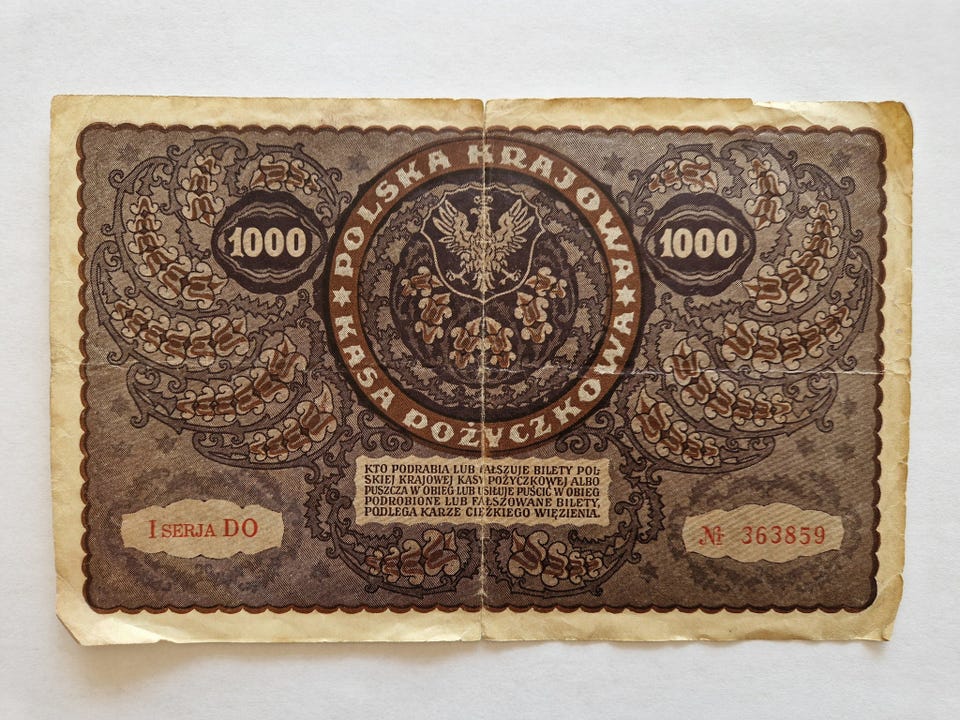 POLSKA KRAJOWA
KASA POŻYCZKOWA
1000
1000
KTO PODRABIA LUB FAŁSZUJE BILETY POL-
SKIEJ KRAJOWEJ KASY POŻYCZKOWEJ ALBO
PUSZCZA W OBIEG LUB USIŁUJE PUŚCIĆ W OBIEG
PODROBIONE LUB FAŁSZOWANE BILETY,
PODLEGA KARZE CIĘŻKIEGO WIĘZIENIA.
I SERJA DO
Nr 363859